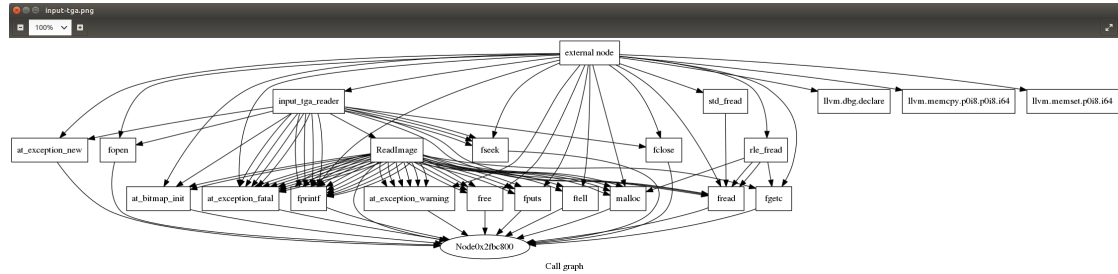 input-tga.png
100%
external node
input_tga_reader
std_fread
llvm.dbg.declare
llvm.memcpy.p0i8.p0i8.i64
llvm.memset.p0i8.i64
at_exception_new
fopen
ReadImage
fseek
fclose
rle_fread
at_bitmap_init
at_exception_fatal
fprintf
at_exception_warning
free
fputs
ftell
malloc
fread
fgetc
Node0x2fbc800
Call graph